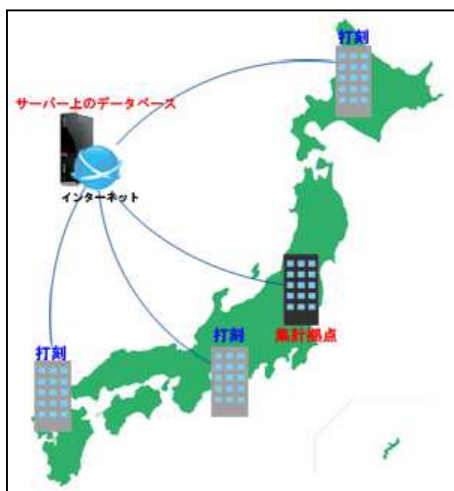 打刻
サーバー上のデータベース
インターネット
集計拠点
打刻
打刻